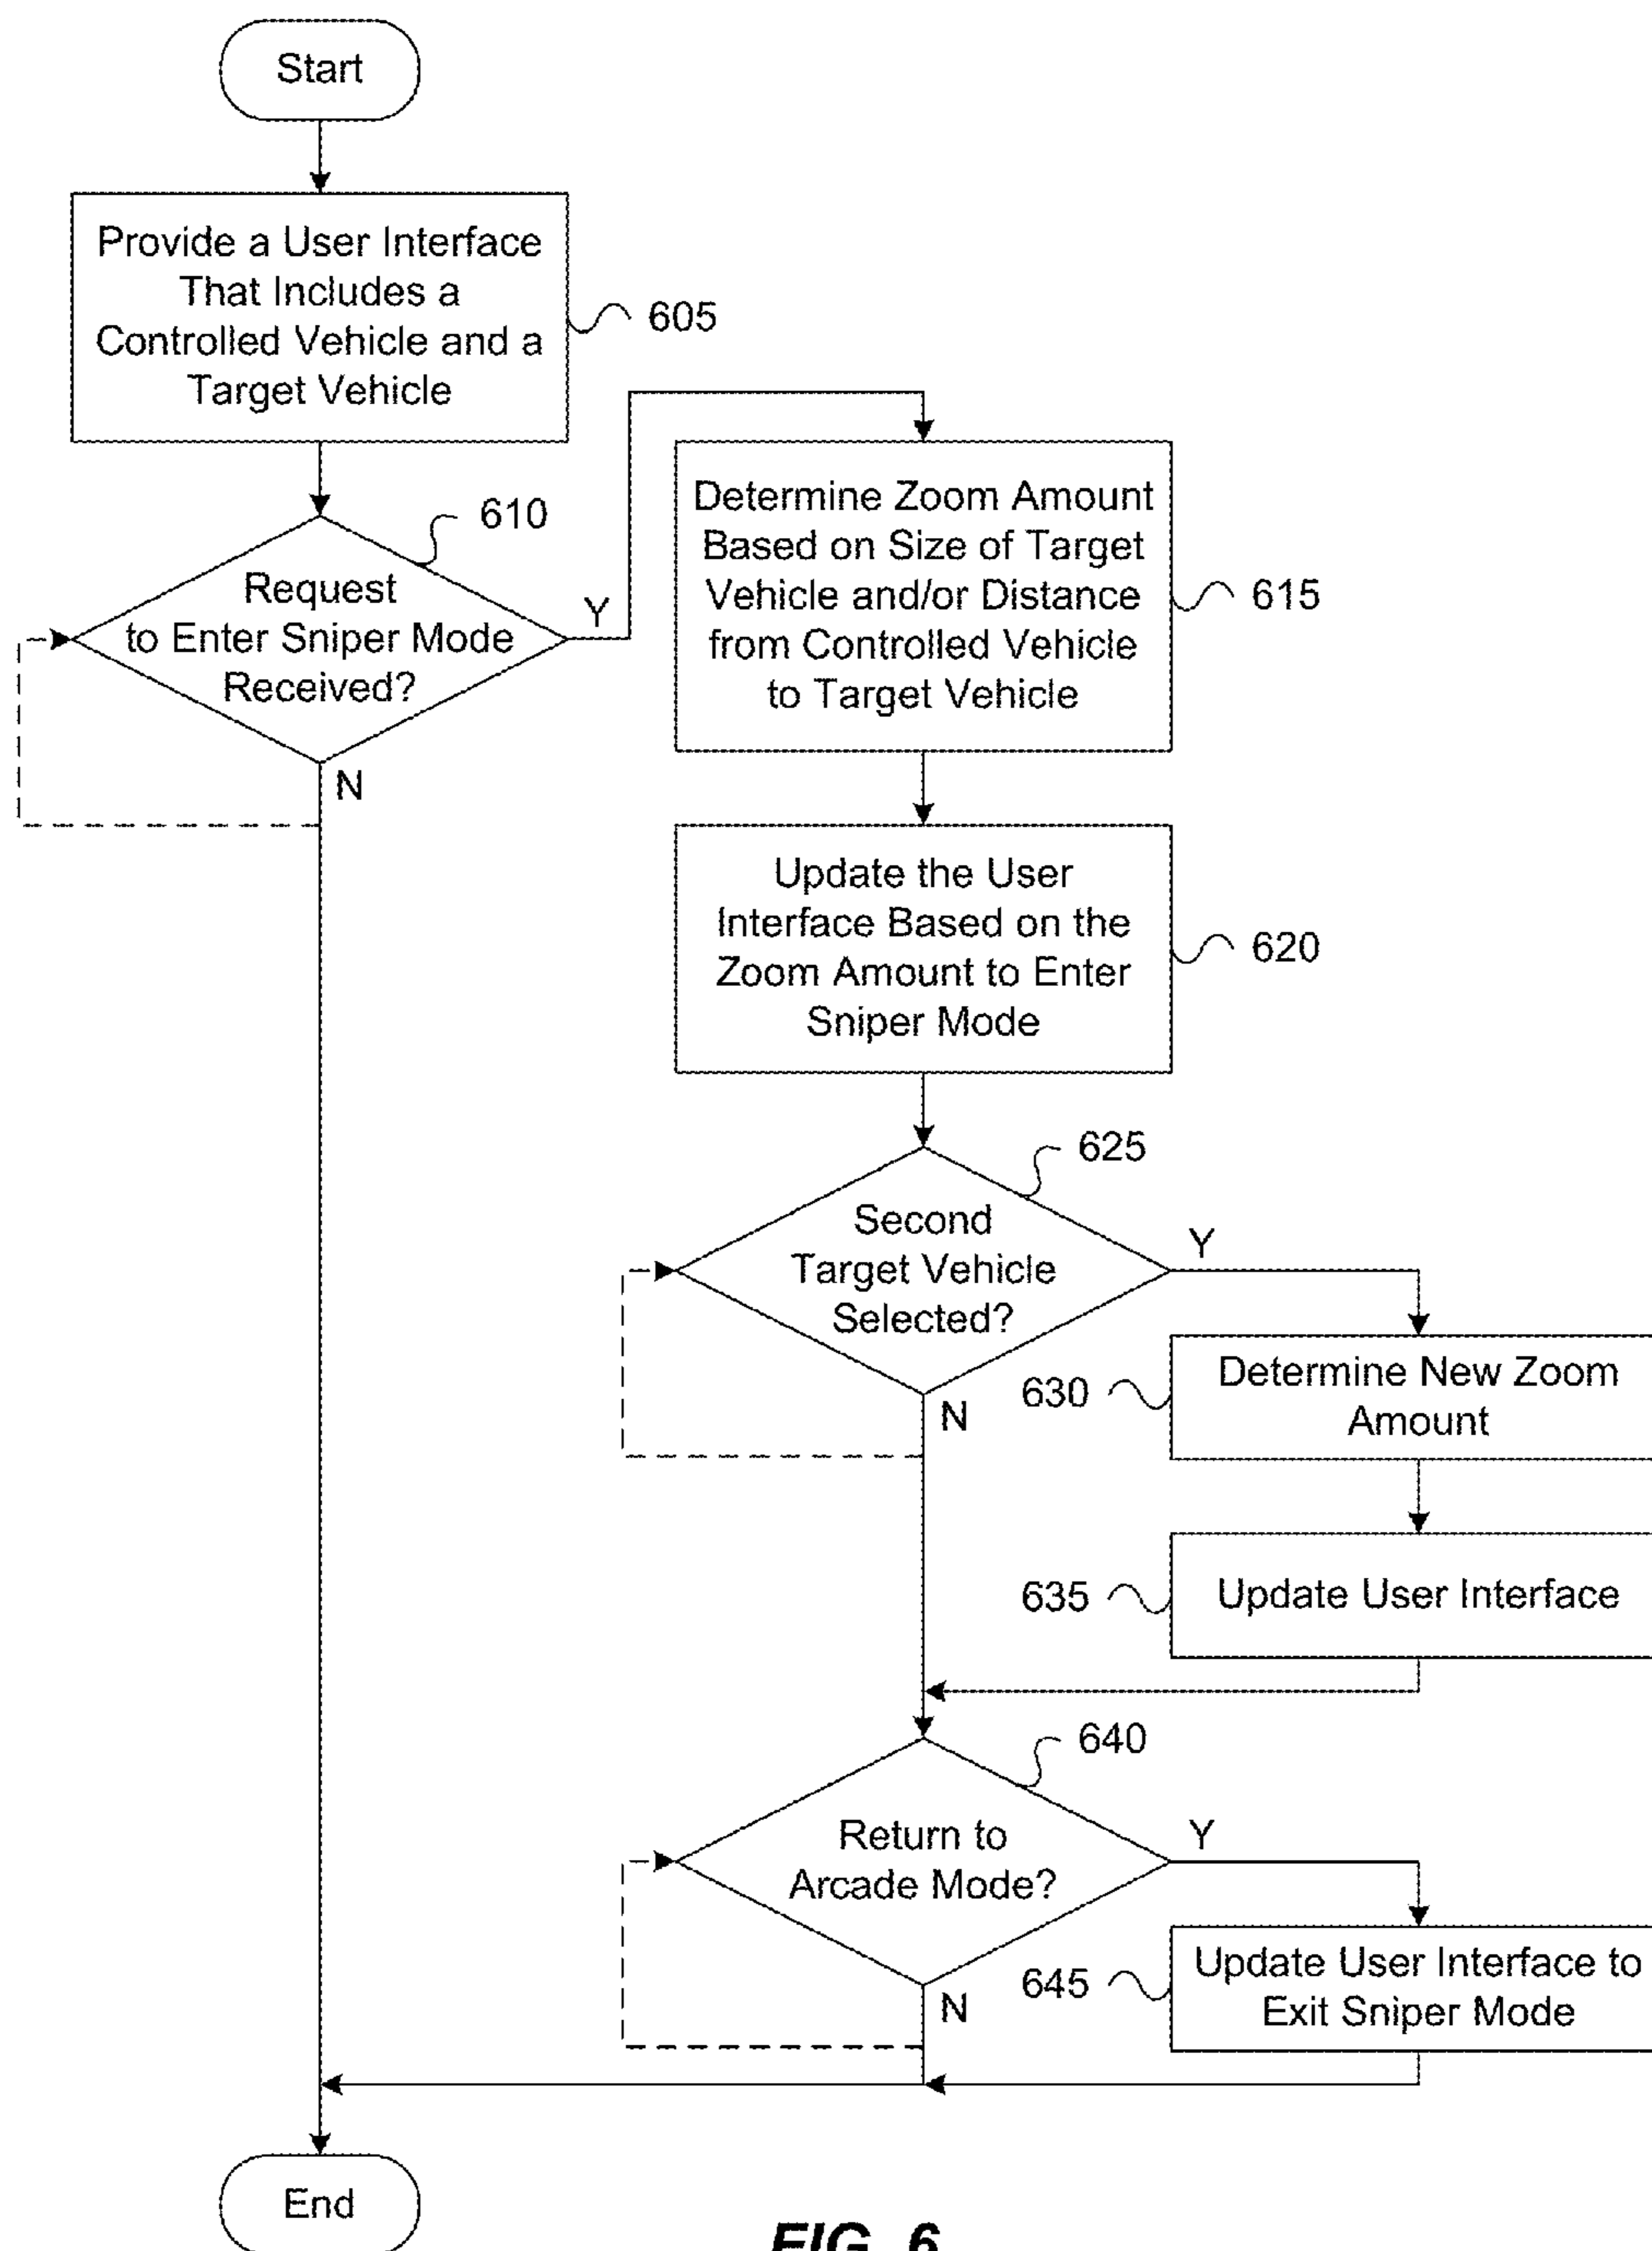 Start
Provide a User Interface
That Includes a
Controlled Vehicle and a
Target Vehicle
605
610
Request
to Enter Sniper Mode
Received?
Y
N
Determine Zoom Amount
Based on Size of Target
Vehicle and/or Distance
from Controlled Vehicle
to Target Vehicle
615
Update the User
Interface Based on the
Zoom Amount to Enter
Sniper Mode
620
625
Second
Target Vehicle
Selected?
Y
N
630
Determine New Zoom
Amount
635
Update User Interface
640
Return to
Arcade Mode?
Y
N
645
Update User Interface to
Exit Sniper Mode
End
FIG. 6